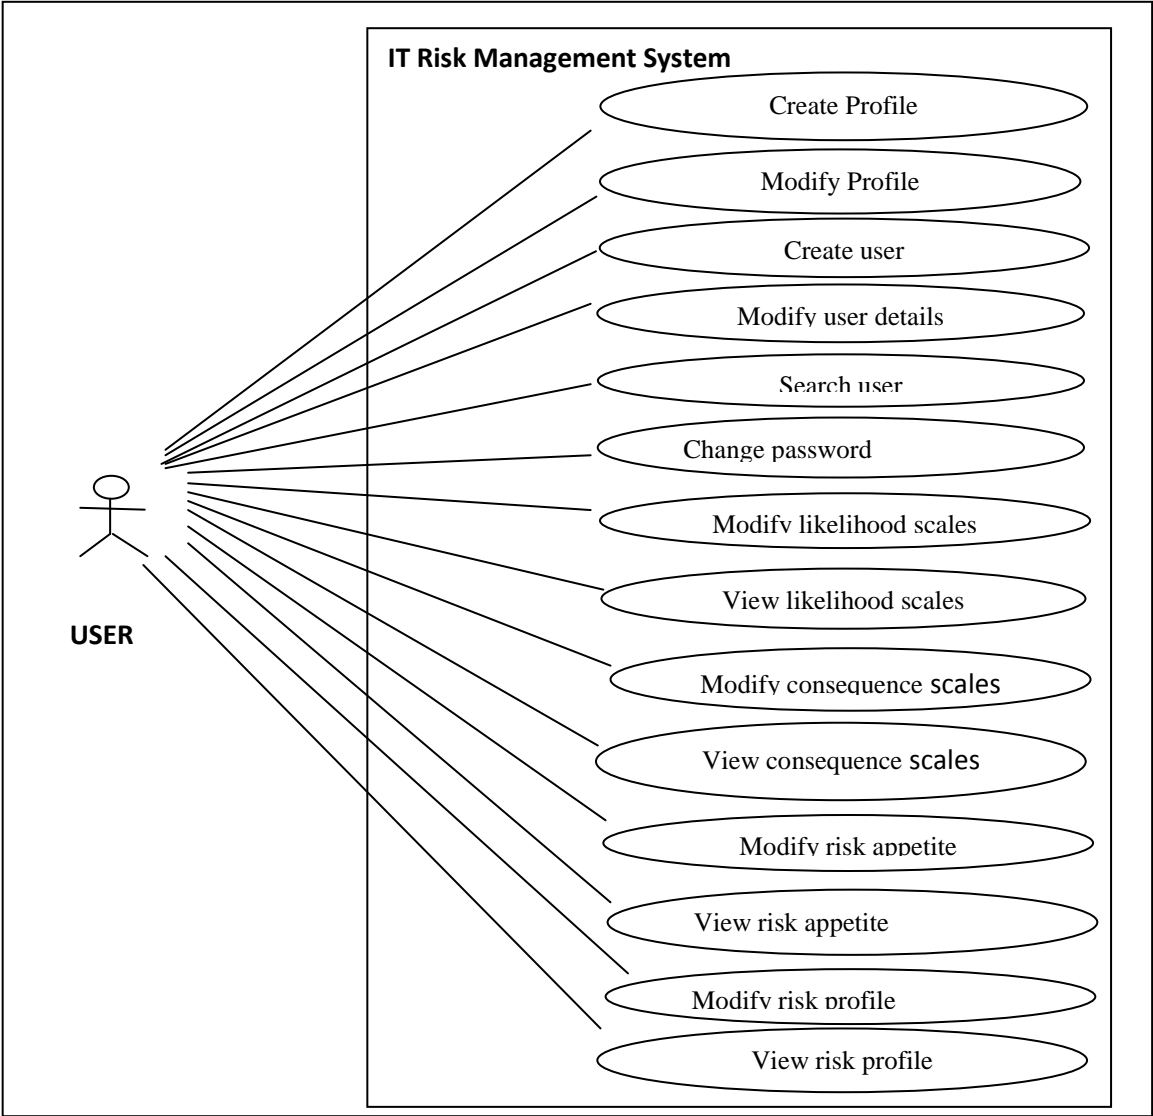 IT Risk Management System
Create Profile
Modify Profile
Create user
Modify user details
Search user
Change password
Modify likelihood scales
View likelihood scales
Modify consequence scales
View consequence scales
Modify risk appetite
View risk appetite
Modify risk profile
View risk profile
USER